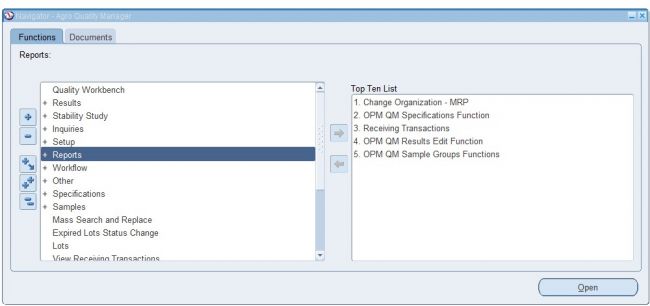 Navigator - Agro Quality Manager
Functions
Documents
Reports:
Quality Workbench
+ Results
+ Stability Study
+ Inquiries
+ Setup
+ Reports
+ Workflow
+ Other
+ Specifications
+ Samples
Mass Search and Replace
Expired Lots Status Change
Lots
View Receiving Transactions
Top Ten List
1. Change Organization - MRP
2. OPM QM Specifications Function
3. Receiving Transactions
4. OPM QM Results Edit Function
5. OPM QM Sample Groups Functions
Open